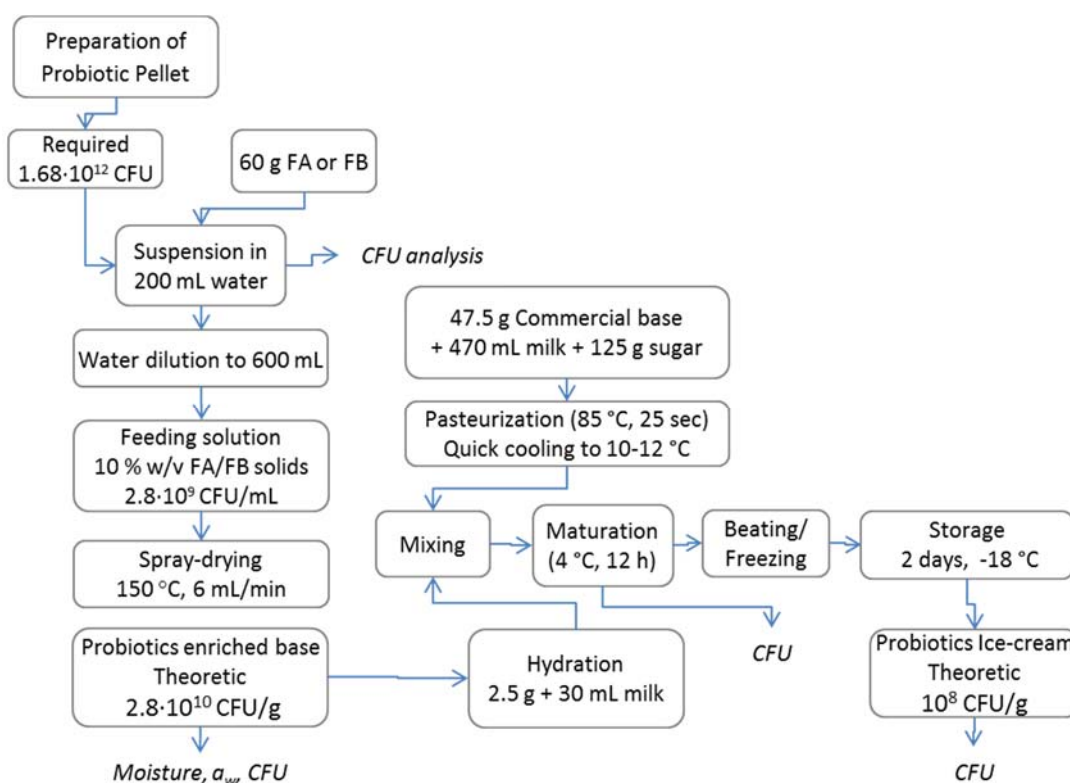 Preparation of
Probiotic Pellet
Required
1.68·10¹² CFU
60 g FA or FB
Suspension in
200 mL water
CFU analysis
Water dilution to 600 mL
Feeding solution
10 % w/v FA/FB solids
2.8·10⁹ CFU/mL
Spray-drying
150 °C, 6 mL/min
Probiotics enriched base
Theoretic
2.8·10¹⁰ CFU/g
Moisture, a_w, CFU
47.5 g Commercial base
+ 470 mL milk + 125 g sugar
Pasteurization (85 °C, 25 sec)
Quick cooling to 10-12 °C
Mixing
Hydration
2.5 g + 30 mL milk
Maturation
(4 °C, 12 h)
CFU
Beating/
Freezing
Storage
2 days, -18 °C
Probiotics Ice-cream
Theoretic
10⁸ CFU/g
CFU